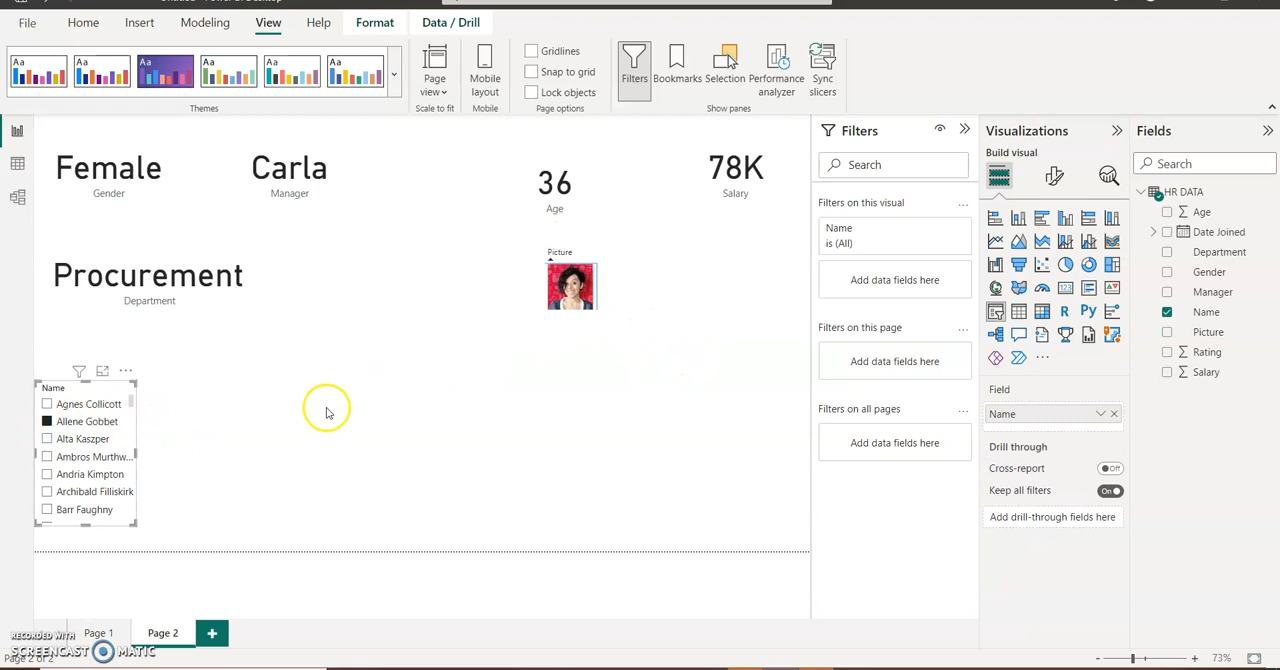 File Home Insert Modeling View Help Format Data / Drill
Aa Aa Aa Aa Aa Aa
Page view
Mobile layout
Gridlines
Snap to grid
Lock objects
Filters
Bookmarks
Selection
Performance analyzer
Sync slicers
Themes Scale to fit Mobile Page options Show panes
Female
Gender
Carla
Manager
36
Age
78K
Salary
Procurement
Department
Picture
Name
Agnes Collicott
Allene Gobbet
Alta Kaszper
Ambros Murthw...
Andria Kimpton
Archibald Filliskirk
Barr Faughny
Filters
Search
Filters on this visual ...
Name
is (All)
Add data fields here
Filters on this page ...
Add data fields here
Filters on all pages ...
Add data fields here
Visualizations
Build visual
123
R
Py
...
Field
Name
Drill through
Cross-report Off
Keep all filters On
Add drill-through fields here
Fields
Search
HR DATA
Age
Date Joined
Department
Gender
Manager
Name
Picture
Rating
Salary
Page 1 Page 2 +
RECORDED WITH
SCREENCAST MATIC
Page 2 of 2
- + 73%